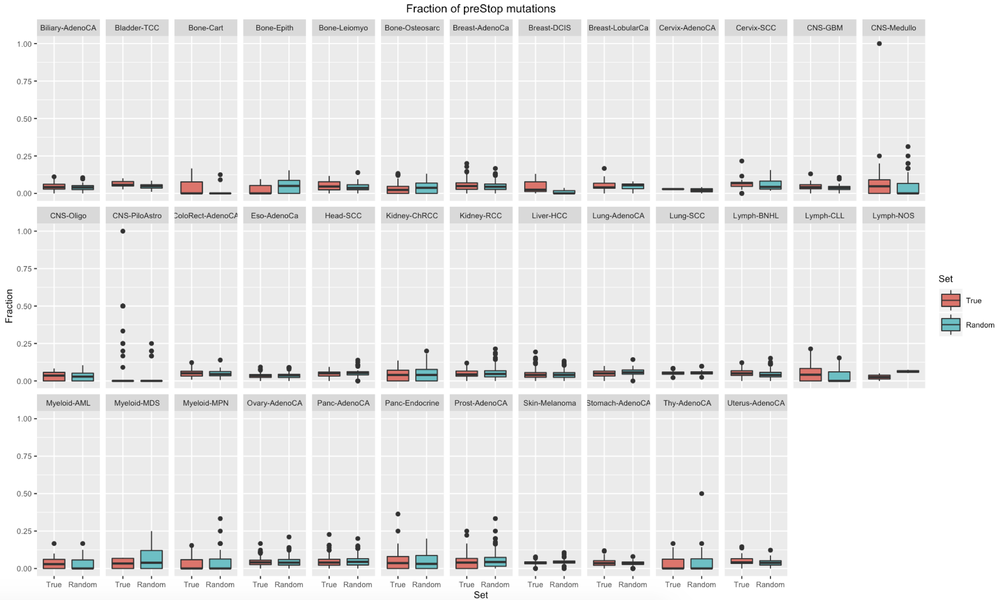 Fraction of preStop mutations
Biliary-AdenoCA Bladder-TCC Bone-Cart Bone-Epith Bone-Leiomyo Bone-Osteosarc Breast-AdenoCa Breast-DCIS Breast-LobularCa Cervix-AdenoCA Cervix-SCC CNS-GBM CNS-Medullo
1.00
0.75
0.50
0.25
0.00
CNS-Oligo CNS-PiloAstro ColoRect-AdenoCA Eso-AdenoCa Head-SCC Kidney-ChRCC Kidney-RCC Liver-HCC Lung-AdenoCA Lung-SCC Lymph-BNHL Lymph-CLL Lymph-NOS
1.00
0.75
0.50
0.25
0.00
Fraction
Myeloid-AML Myeloid-MDS Myeloid-MPN Ovary-AdenoCA Panc-AdenoCA Panc-Endocrine Prost-AdenoCA Skin-Melanoma Stomach-AdenoCA Thy-AdenoCA Uterus-AdenoCA
1.00
0.75
0.50
0.25
0.00
True Random True Random True Random True Random True Random True Random True Random True Random True Random True Random True Random
Set
Set
True
Random